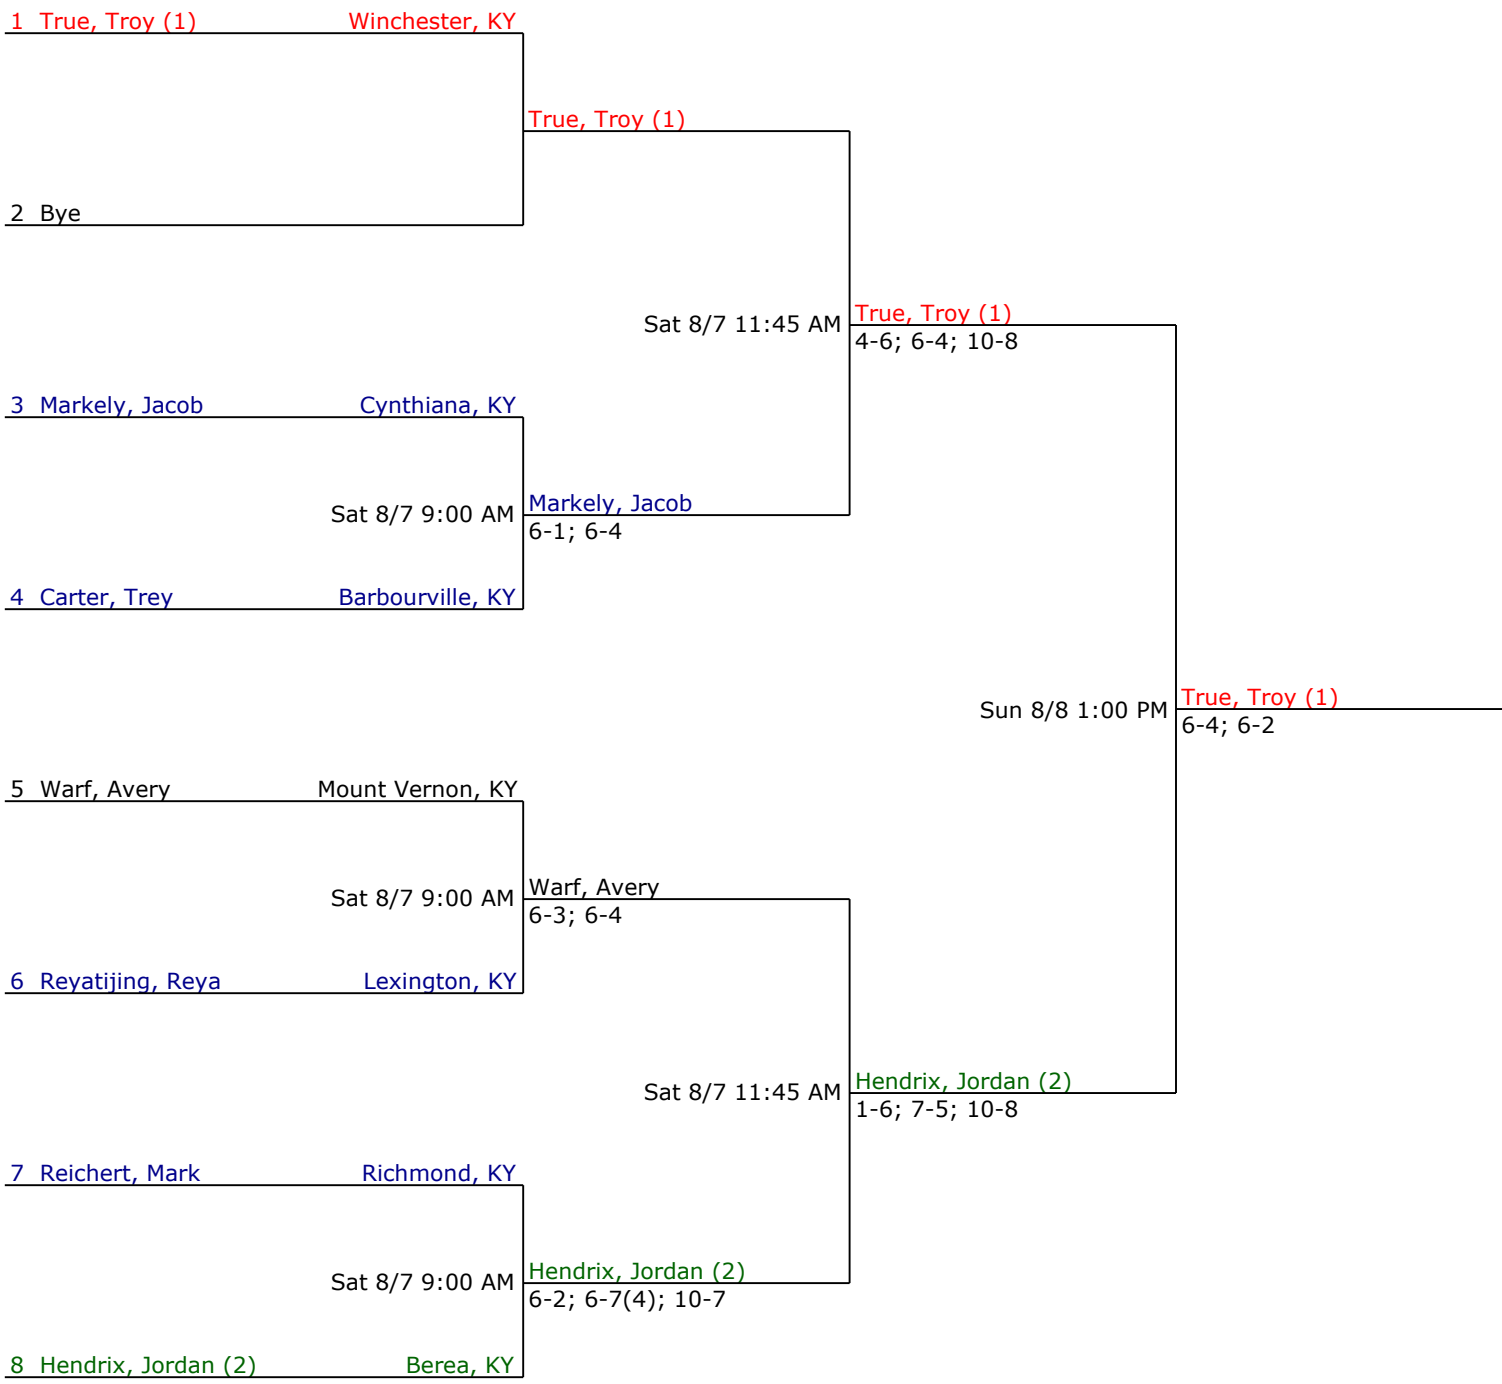 1 True, Troy (1) Winchester, KY
True, Troy (1)
2 Bye
Sat 8/7 11:45 AM
True, Troy (1)
4-6; 6-4; 10-8
3 Markely, Jacob Cynthiana, KY
Sat 8/7 9:00 AM
Markely, Jacob
6-1; 6-4
4 Carter, Trey Barbourville, KY
Sun 8/8 1:00 PM
True, Troy (1)
6-4; 6-2
5 Warf, Avery Mount Vernon, KY
Sat 8/7 9:00 AM
Warf, Avery
6-3; 6-4
6 Reyatijing, Reya Lexington, KY
Sat 8/7 11:45 AM
Hendrix, Jordan (2)
1-6; 7-5; 10-8
7 Reichert, Mark Richmond, KY
Sat 8/7 9:00 AM
Hendrix, Jordan (2)
6-2; 6-7(4); 10-7
8 Hendrix, Jordan (2) Berea, KY